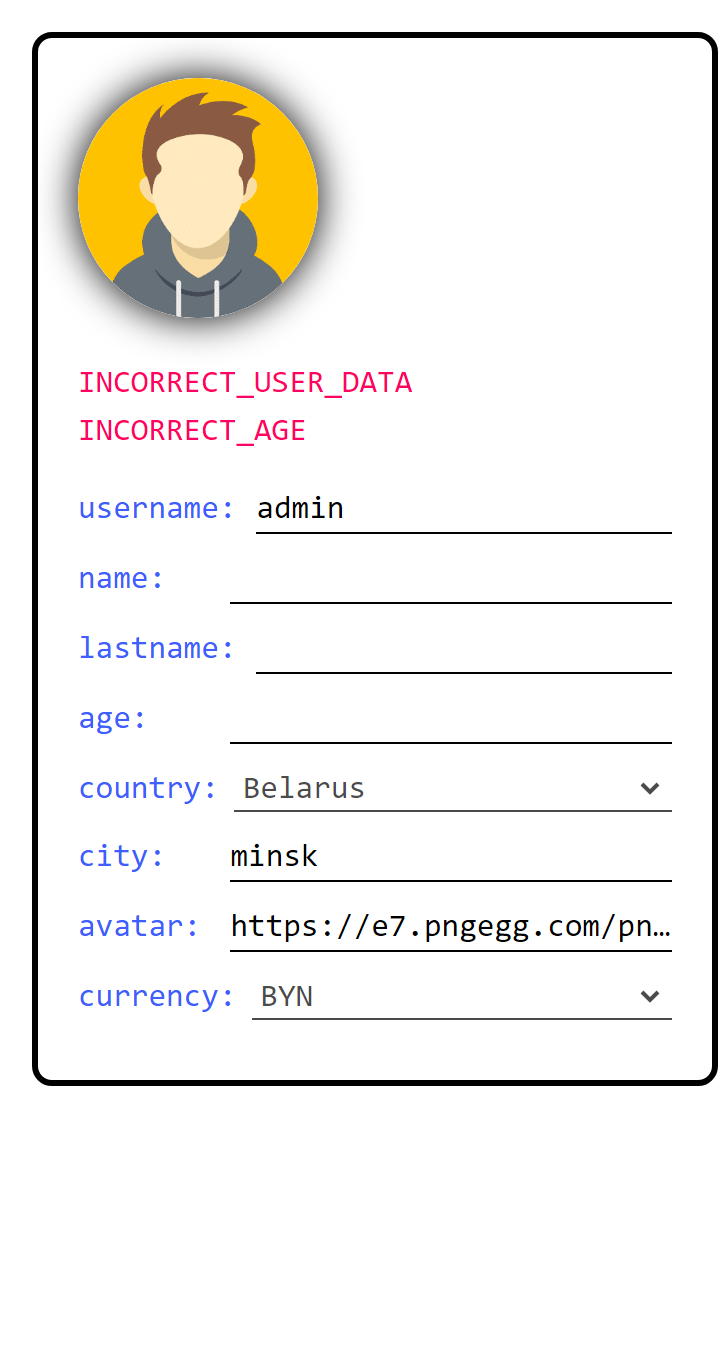 INCORRECT_USER_DATA
INCORRECT_AGE
username: admin
name:
lastname:
age:
country: Belarus
city: minsk
avatar: https://e7.pngegg.com/pn…
currency: BYN